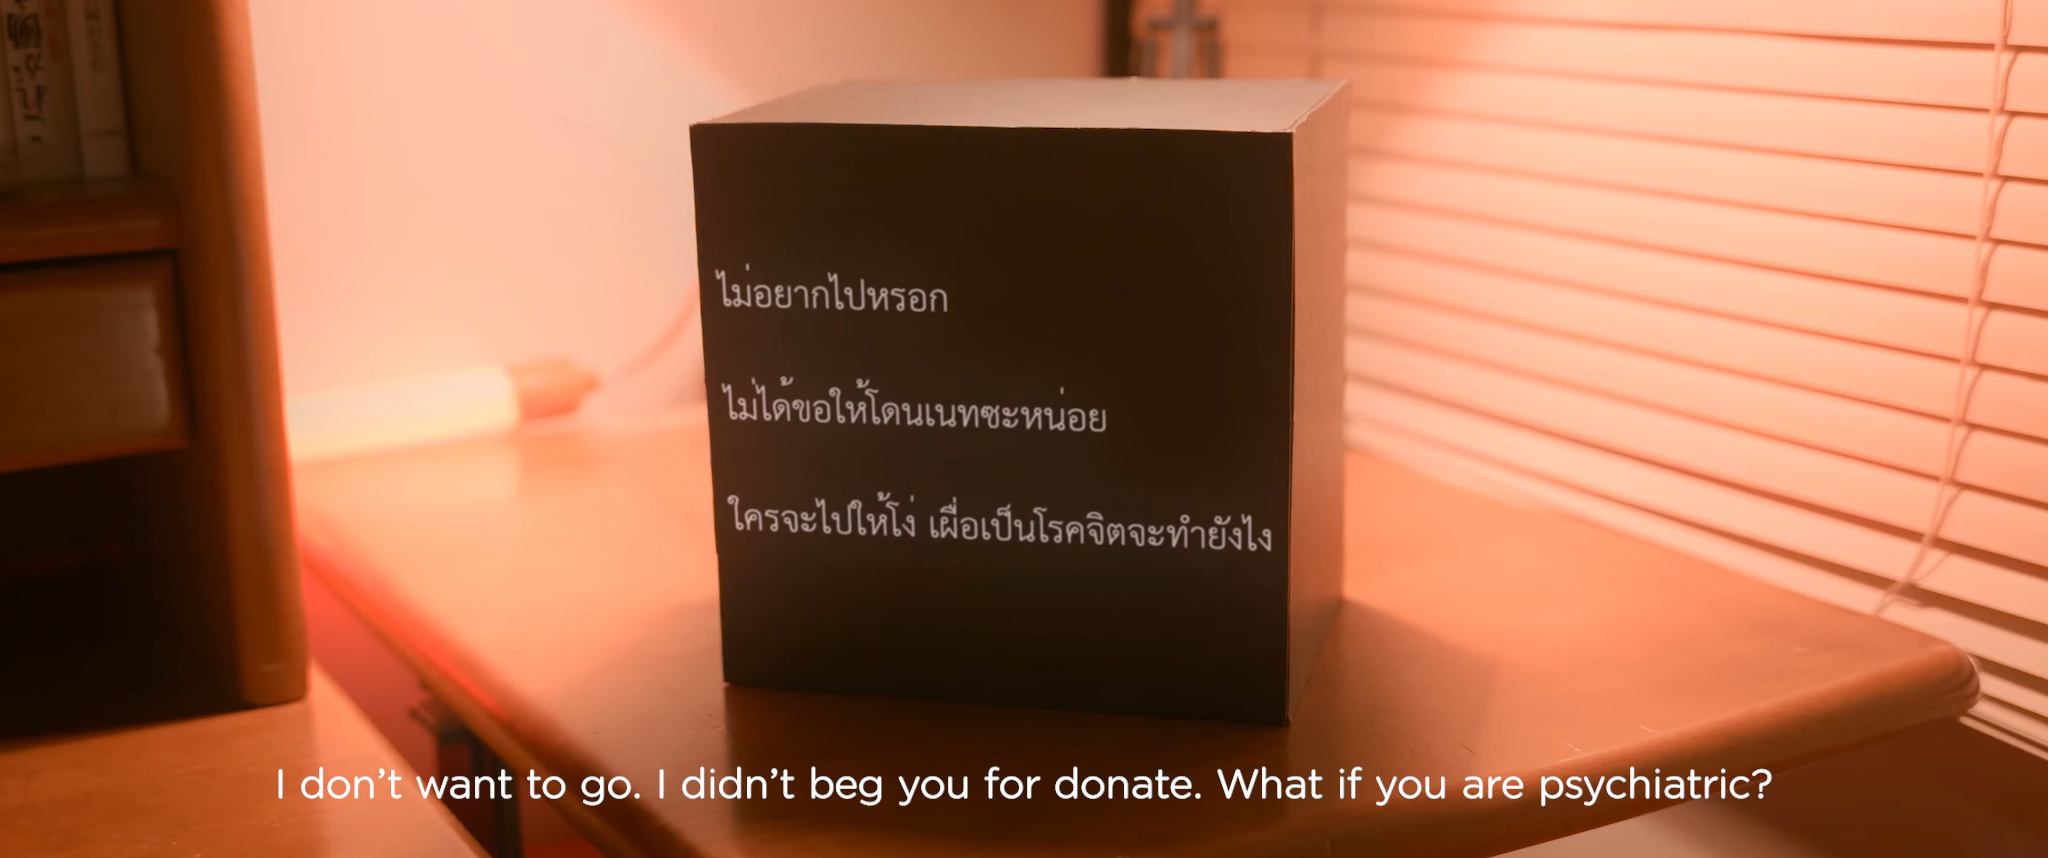 ไม่อยากไปหรอก
ไม่ได้ขอให้โดนเนทซะหน่อย
ใครจะไปให้โง่ เผื่อเป็นโรคจิตจะทำยังไง
I don't want to go. I didn't beg you for donate. What if you are psychiatric?